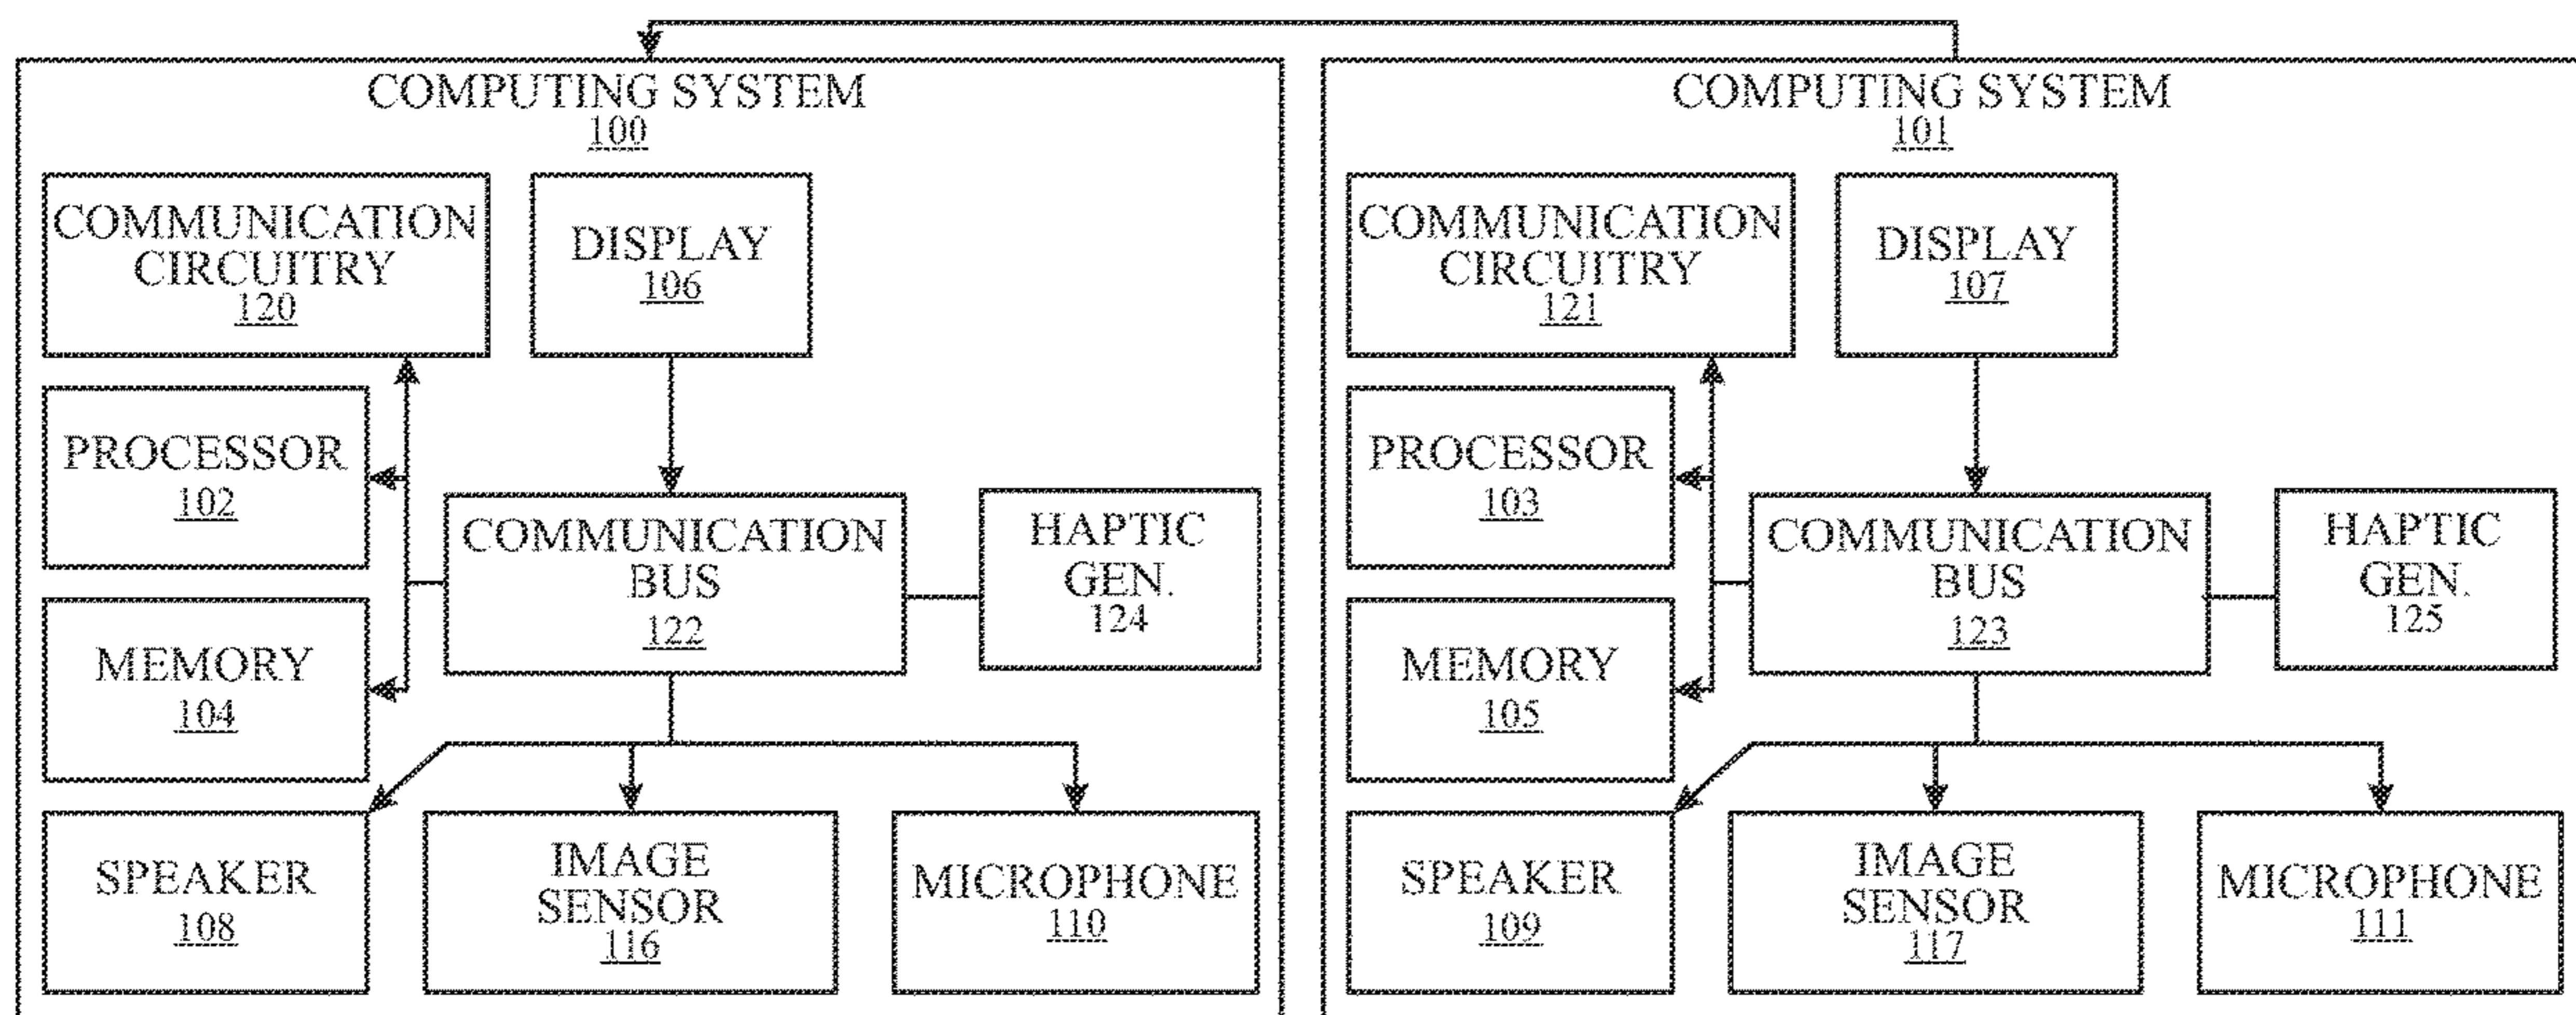 COMPUTING SYSTEM
100
COMMUNICATION
CIRCUITRY
120
DISPLAY
106
PROCESSOR
102
COMMUNICATION
BUS
122
HAPTIC
GEN.
124
MEMORY
104
SPEAKER
108
IMAGE
SENSOR
116
MICROPHONE
110
COMPUTING SYSTEM
101
COMMUNICATION
CIRCUITRY
121
DISPLAY
107
PROCESSOR
103
COMMUNICATION
BUS
123
HAPTIC
GEN.
125
MEMORY
105
SPEAKER
109
IMAGE
SENSOR
117
MICROPHONE
111